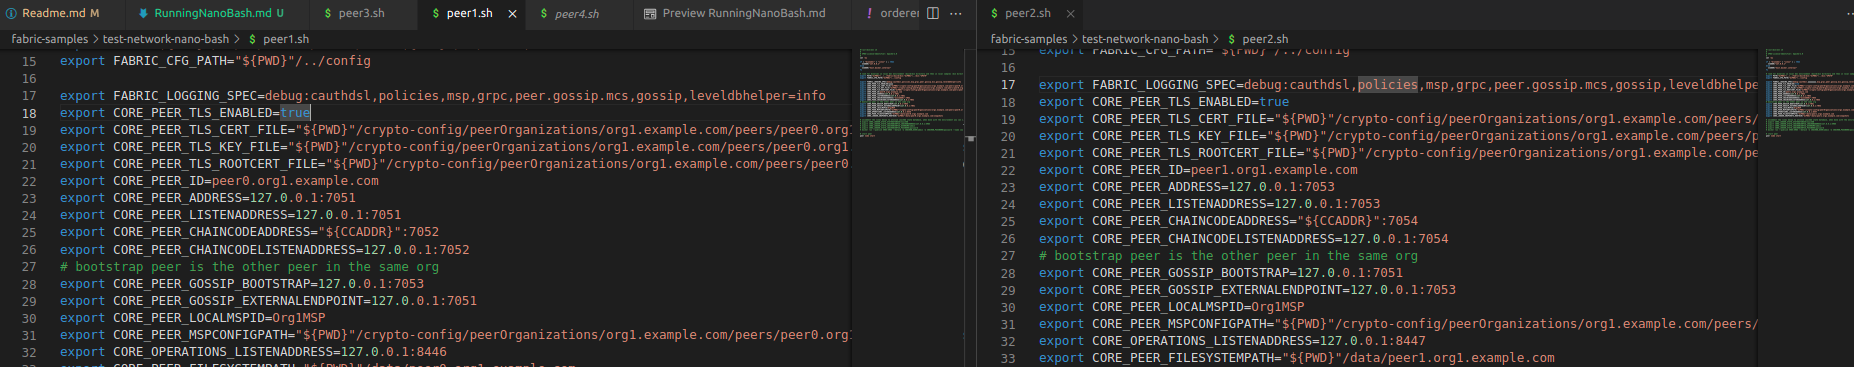 Readme.md M
RunningNanoBash.md U
$ peer3.sh
$ peer1.sh ×
$ peer4.sh
Preview RunningNanoBash.md
! orderer
···
fabric-samples > test-network-nano-bash > $ peer1.sh
15 export FABRIC_CFG_PATH="${PWD}"/../config
16
17 export FABRIC_LOGGING_SPEC=debug:cauthdsl,policies,msp,grpc,peer.gossip.mcs,gossip,leveldbhelper=info
18 export CORE_PEER_TLS_ENABLED=true
19 export CORE_PEER_TLS_CERT_FILE="${PWD}"/crypto-config/peerOrganizations/org1.example.com/peers/peer0.org1
20 export CORE_PEER_TLS_KEY_FILE="${PWD}"/crypto-config/peerOrganizations/org1.example.com/peers/peer0.org1
21 export CORE_PEER_TLS_ROOTCERT_FILE="${PWD}"/crypto-config/peerOrganizations/org1.example.com/peers/peer0
22 export CORE_PEER_ID=peer0.org1.example.com
23 export CORE_PEER_ADDRESS=127.0.0.1:7051
24 export CORE_PEER_LISTENADDRESS=127.0.0.1:7051
25 export CORE_PEER_CHAINCODEADDRESS="${CCADDR}":7052
26 export CORE_PEER_CHAINCODELISTENADDRESS=127.0.0.1:7052
27 # bootstrap peer is the other peer in the same org
28 export CORE_PEER_GOSSIP_BOOTSTRAP=127.0.0.1:7053
29 export CORE_PEER_GOSSIP_EXTERNALENDPOINT=127.0.0.1:7051
30 export CORE_PEER_LOCALMSPID=Org1MSP
31 export CORE_PEER_MSPCONFIGPATH="${PWD}"/crypto-config/peerOrganizations/org1.example.com/peers/peer0.org1
32 export CORE_OPERATIONS_LISTENADDRESS=127.0.0.1:8446
33 export CORE_PEER_FILESYSTEMPATH="${PWD}"/data/peer0.org1.example.com
$ peer2.sh ×
fabric-samples > test-network-nano-bash > $ peer2.sh
15 export FABRIC_CFG_PATH="${PWD}"/../config
16
17 export FABRIC_LOGGING_SPEC=debug:cauthdsl,policies,msp,grpc,peer.gossip.mcs,gossip,leveldbhelpe
18 export CORE_PEER_TLS_ENABLED=true
19 export CORE_PEER_TLS_CERT_FILE="${PWD}"/crypto-config/peerOrganizations/org1.example.com/peers/
20 export CORE_PEER_TLS_KEY_FILE="${PWD}"/crypto-config/peerOrganizations/org1.example.com/peers/p
21 export CORE_PEER_TLS_ROOTCERT_FILE="${PWD}"/crypto-config/peerOrganizations/org1.example.com/pe
22 export CORE_PEER_ID=peer1.org1.example.com
23 export CORE_PEER_ADDRESS=127.0.0.1:7053
24 export CORE_PEER_LISTENADDRESS=127.0.0.1:7053
25 export CORE_PEER_CHAINCODEADDRESS="${CCADDR}":7054
26 export CORE_PEER_CHAINCODELISTENADDRESS=127.0.0.1:7054
27 # bootstrap peer is the other peer in the same org
28 export CORE_PEER_GOSSIP_BOOTSTRAP=127.0.0.1:7051
29 export CORE_PEER_GOSSIP_EXTERNALENDPOINT=127.0.0.1:7053
30 export CORE_PEER_LOCALMSPID=Org1MSP
31 export CORE_PEER_MSPCONFIGPATH="${PWD}"/crypto-config/peerOrganizations/org1.example.com/peers/
32 export CORE_OPERATIONS_LISTENADDRESS=127.0.0.1:8447
33 export CORE_PEER_FILESYSTEMPATH="${PWD}"/data/peer1.org1.example.com